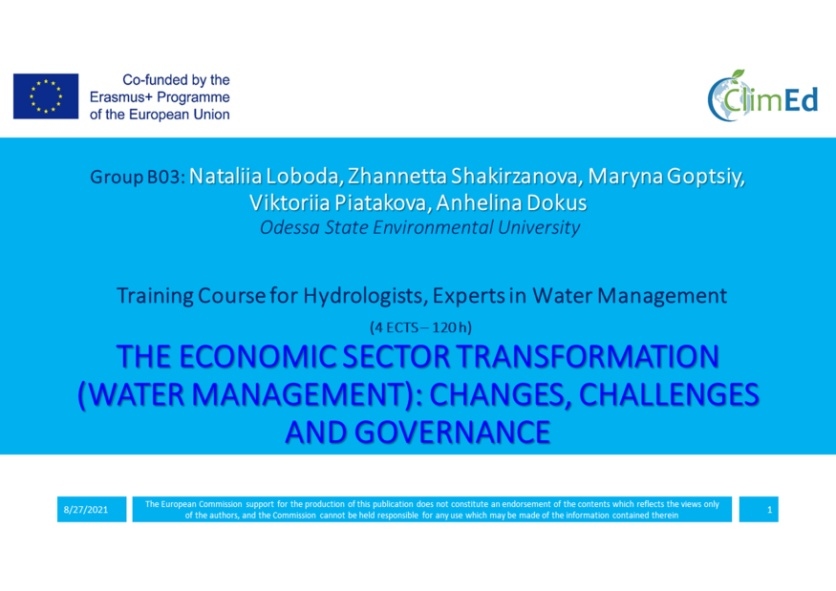 Co-funded by the
Erasmus+ Programme
of the European Union
ClimEd
Group B03: Nataliia Loboda, Zhannetta Shakirzanova, Maryna Goptsiy,
Viktoriia Piatakova, Anhelina Dokus
Odessa State Environmental University
Training Course for Hydrologists, Experts in Water Management
(4 ECTS – 120 h)
THE ECONOMIC SECTOR TRANSFORMATION
(WATER MANAGEMENT): CHANGES, CHALLENGES
AND GOVERNANCE
8/27/2021
The European Commission support for the production of this publication does not constitute an endorsement of the contents which reflects the views only
of the authors, and the Commission cannot be held responsible for any use which may be made of the information contained therein
1